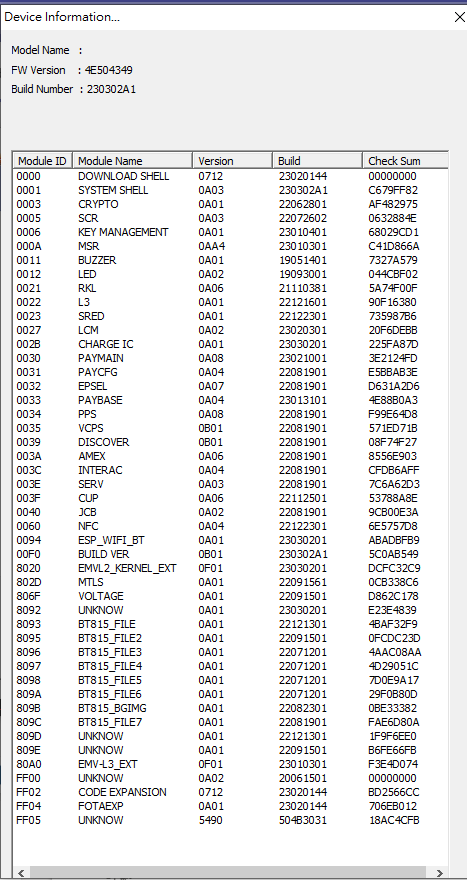 Device Information...
Model Name :
FW Version : 4E504349
Build Number : 230302A1
Module ID Module Name Version Build Check Sum
0000 DOWNLOAD SHELL 0712 23020144 00000000
0001 SYSTEM SHELL 0A03 230302A1 C679FF82
0003 CRYPTO 0A01 22062801 AF482975
0005 SCR 0A03 22072602 0632884E
0006 KEY MANAGEMENT 0A01 23010401 68029CD1
000A MSR 0AA4 23010301 C41D866A
0011 BUZZER 0A01 19051401 7327A579
0012 LED 0A02 19093001 044CBF02
0021 RKL 0A06 21110381 5A74F00F
0022 L3 0A01 22121601 90F16380
0023 SRED 0A01 22122301 735987B6
0027 LCM 0A02 23020301 20F6DEBB
002B CHARGE IC 0A01 23030201 225FA87D
0030 PAYMAIN 0A08 23021001 3E2124FD
0031 PAYCFG 0A04 22081901 E5BBAB3E
0032 EPSEL 0A07 22081901 D631A2D6
0033 PAYBASE 0A04 23013101 4E88B0A3
0034 PPS 0A08 22081901 F99E64D8
0035 VCPS 0B01 22081901 571ED71B
0039 DISCOVER 0B01 22081901 08F74F27
003A AMEX 0A06 22081901 8556E903
003C INTERAC 0A04 22081901 CFDB6AFF
003E SERV 0A03 22081901 7C6A62D3
003F CUP 0A06 22112501 53788A8E
0040 JCB 0A02 22081901 9CB00E3A
0060 NFC 0A04 22122301 6E5757D8
0094 ESP_WIFI_BT 0A01 23030201 ABADBFB9
00F0 BUILD VER 0B01 230302A1 5C0AB549
8020 EMVL2_KERNEL_EXT 0F01 23030201 DCFC32C9
802D MTLS 0A01 22091561 0CB338C6
806F VOLTAGE 0A01 22091501 D862C178
8092 UNKNOW 0A01 23030201 E23E4839
8093 BT815_FILE 0A01 22121301 4BAF32F9
8095 BT815_FILE2 0A01 22091501 0FCDC23D
8096 BT815_FILE3 0A01 22071201 4AAC08AA
8097 BT815_FILE4 0A01 22071201 4D29051C
8098 BT815_FILE5 0A01 22071201 7D0E9A17
809A BT815_FILE6 0A01 22071201 29F0B80D
809B BT815_BGIMG 0A01 22082301 0BE33382
809C BT815_FILE7 0A01 22081901 FAE6D80A
809D UNKNOW 0A01 22121301 1F9F6EE0
809E UNKNOW 0A01 22091501 B6FE66FB
80A0 EMV-L3_EXT 0F01 23010301 F3E4D074
FF00 UNKNOW 0A02 20061501 00000000
FF02 CODE EXPANSION 0712 23020144 BD2566CC
FF04 FOTAEXP 0A01 23020144 706EB012
FF05 UNKNOW 5490 504B3031 18AC4CFB